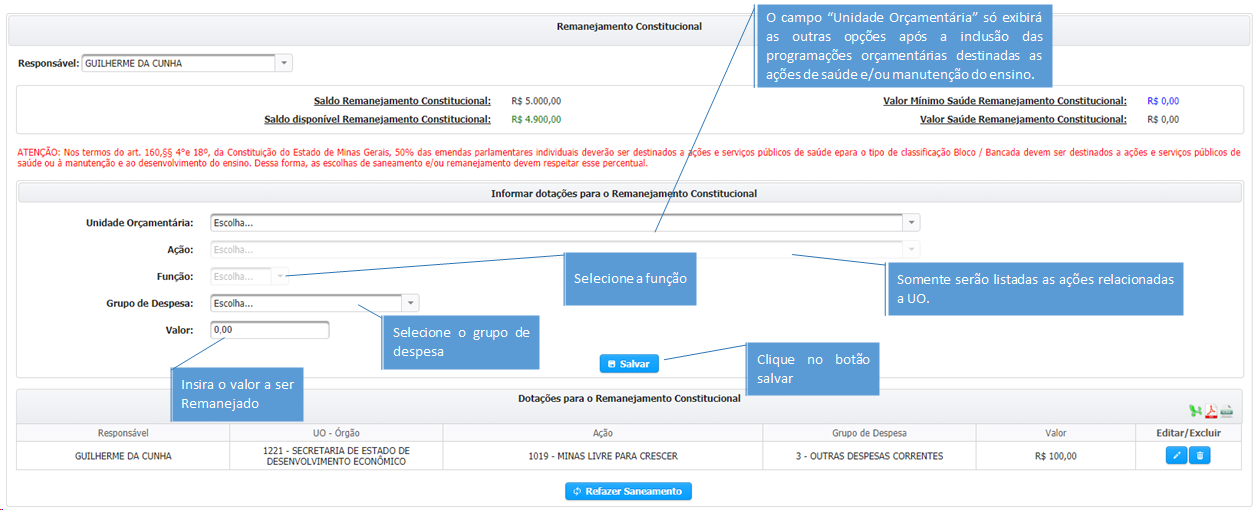 Remanejamento Constitucional
O campo “Unidade Orçamentária” só exibirá
as outras opções após a inclusão das
programações orçamentárias destinadas as
ações de saúde e/ou manutenção do ensino.
Responsável: GUILHERME DA CUNHA
Saldo Remanejamento Constitucional: R$ 5.000,00 Valor Mínimo Saúde Remanejamento Constitucional: R$ 0,00
Saldo disponível Remanejamento Constitucional: R$ 4.900,00 Valor Saúde Remanejamento Constitucional: R$ 0,00
ATENÇÃO: Nos termos do art. 160,§§ 4°e 18º, da Constituição do Estado de Minas Gerais, 50% das emendas parlamentares individuais deverão ser destinados a ações e serviços públicos de saúde epara o tipo de classificação Bloco / Bancada devem ser destinados a ações e serviços públicos de
saúde ou à manutenção e ao desenvolvimento do ensino. Dessa forma, as escolhas de saneamento e/ou remanejamento devem respeitar esse percentual.
Informar dotações para o Remanejamento Constitucional
Unidade Orçamentária: Escolha...
Ação: Escolha...
Função: Escolha...
Selecione a função
Somente serão listadas as ações relacionadas
a UO.
Grupo de Despesa: Escolha...
Valor: 0,00
Selecione o grupo de
despesa
Salvar
Clique no botão
salvar
Insira o valor a ser
Remanejado
Dotações para o Remanejamento Constitucional
Responsável UO - Órgão Ação Grupo de Despesa Valor Editar/Excluir
GUILHERME DA CUNHA 1221 - SECRETARIA DE ESTADO DE DESENVOLVIMENTO ECONÔMICO 1019 - MINAS LIVRE PARA CRESCER 3 - OUTRAS DESPESAS CORRENTES R$ 100,00
Refazer Saneamento